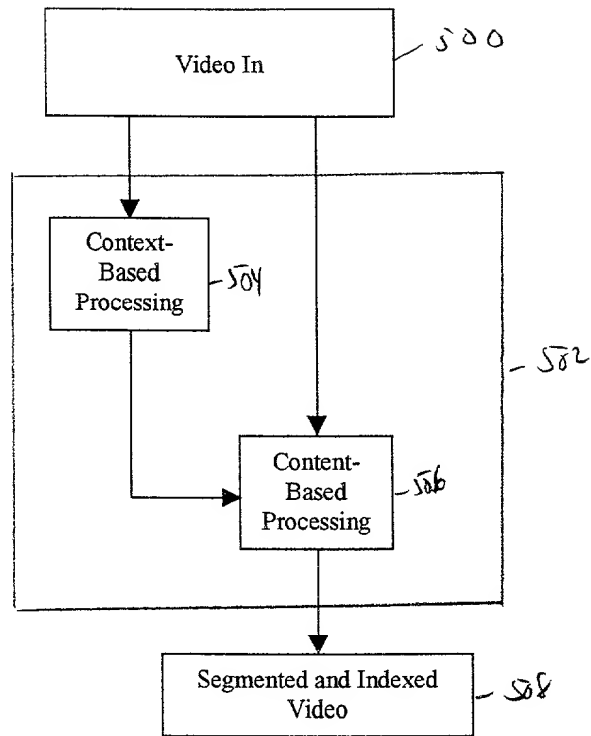 Video In
500
Context-
Based
Processing
504
502
Content-
Based
Processing
506
Segmented and Indexed
Video
508